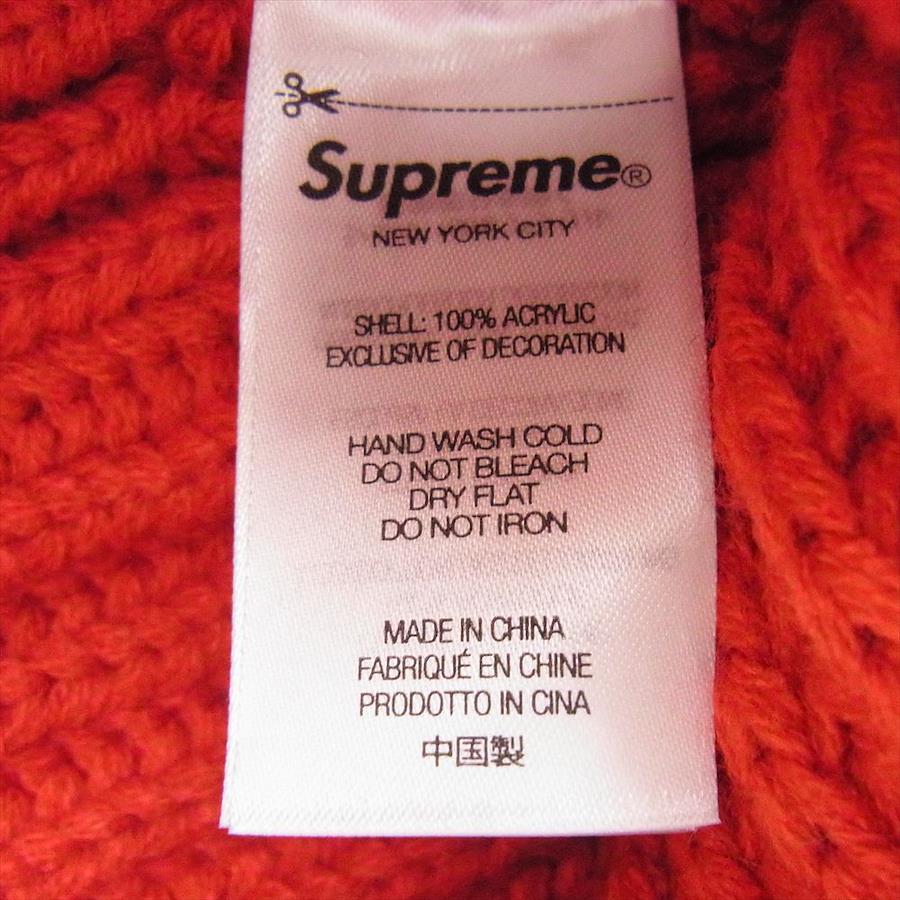 Supreme®
NEW YORK CITY
SHELL: 100% ACRYLIC
EXCLUSIVE OF DECORATION
HAND WASH COLD
DO NOT BLEACH
DRY FLAT
DO NOT IRON
MADE IN CHINA
FABRIQUÉ EN CHINE
PRODOTTO IN CINA
中国製